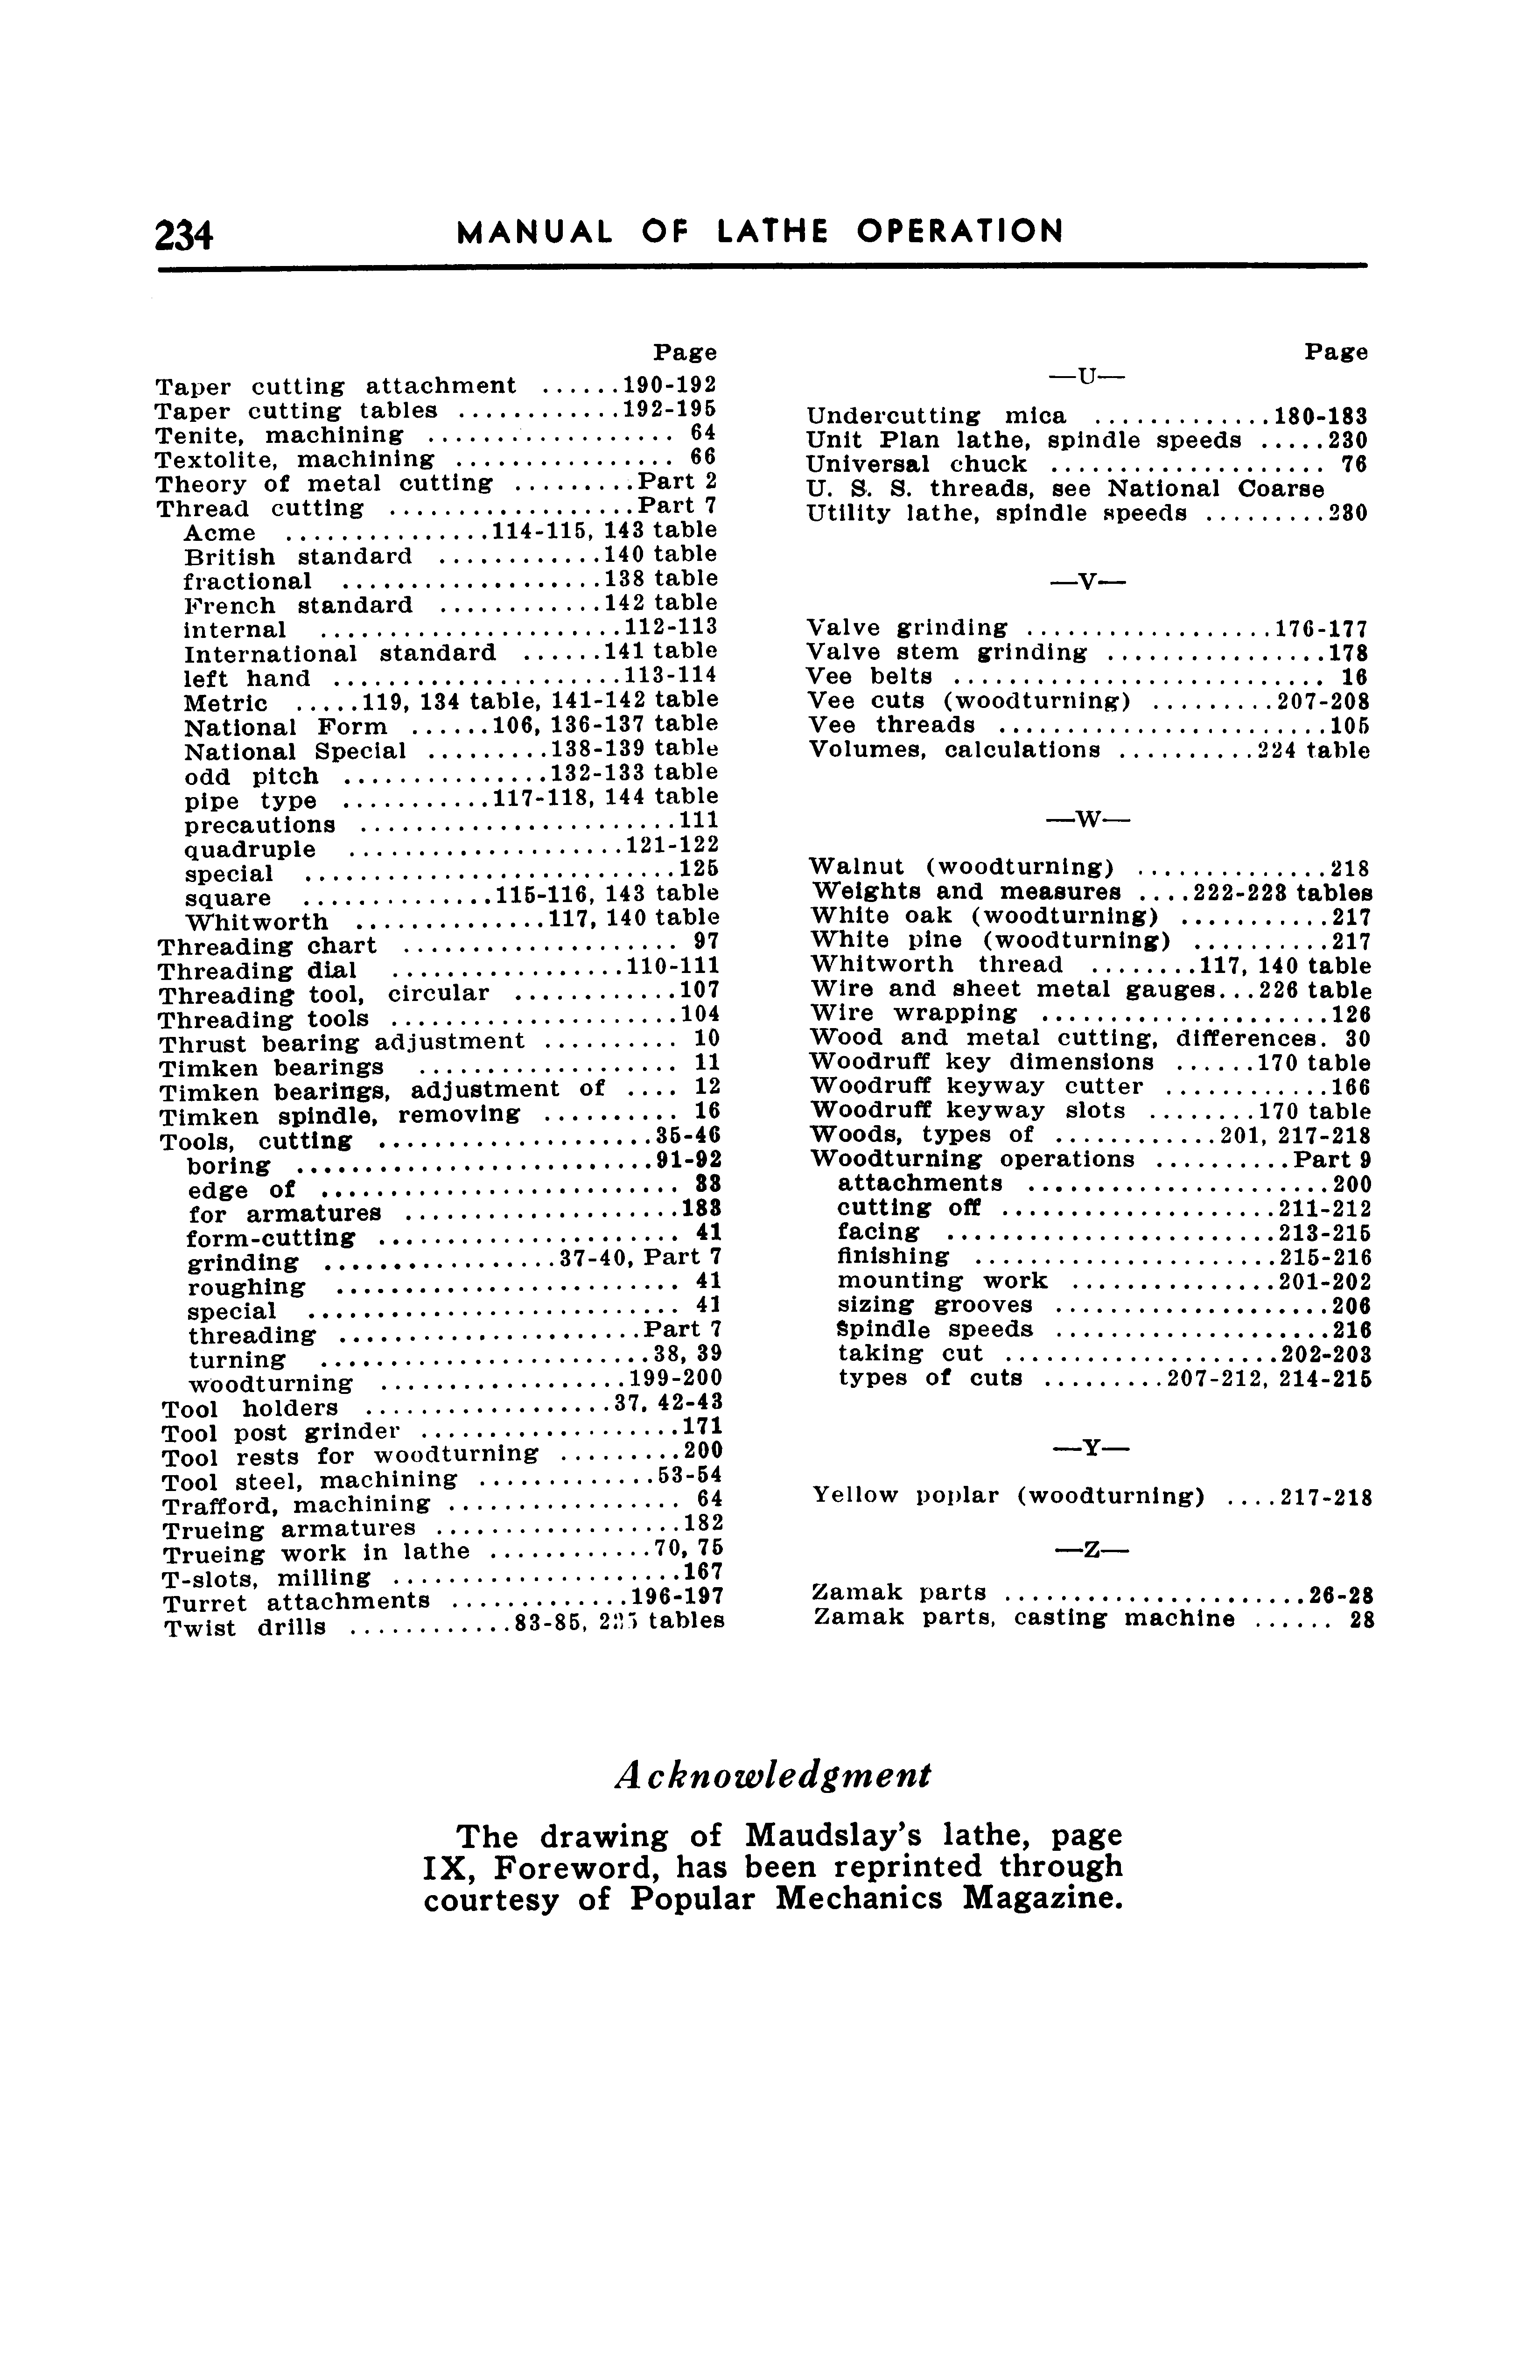 234 MANUAL OF LATHE OPERATION
Page
Taper cutting attachment ......190-192
Taper cutting tables ............192-195
Tenite, machining .................. 64
Textolite, machining ................ 66
Theory of metal cutting .........Part 2
Thread cutting ..................Part 7
Acme ...............114-115, 143 table
British standard ............140 table
fractional ...................138 table
French standard ............142 table
internal ......................112-113
International standard ......141 table
left hand .....................113-114
Metric .....119, 134 table, 141-142 table
National Form ......106, 136-137 table
National Special .........138-139 table
odd pitch ...............132-133 table
pipe type ...........117-118, 144 table
precautions .......................111
quadruple ....................121-122
special ...........................125
square ..............115-116, 143 table
Whitworth ..............117, 140 table
Threading chart .................... 97
Threading dial .................110-111
Threading tool, circular ............107
Threading tools .....................104
Thrust bearing adjustment .......... 10
Timken bearings ................... 11
Timken bearings, adjustment of .... 12
Timken spindle, removing .......... 16
Tools, cutting ....................35-46
boring ..........................91-92
edge of .......................... 33
for armatures ....................183
form-cutting ...................... 41
grinding .................37-40, Part 7
roughing ......................... 41
special ........................... 41
threading ......................Part 7
turning ........................38, 39
woodturning ..................199-200
Tool holders ..................37, 42-43
Tool post grinder ...................171
Tool rests for woodturning .........200
Tool steel, machining .............53-54
Trafford, machining ................. 64
Trueing armatures ..................182
Trueing work in lathe ............70, 75
T-slots, milling .....................167
Turret attachments .............196-197
Twist drills ............83-85, tables
Page
—U—
Undercutting mica .............180-183
Unit Plan lathe, spindle speeds .....230
Universal chuck .................... 76
U. S. S. threads, see National Coarse
Utility lathe, spindle speeds .........230
—V—
Valve grinding ..................176-177
Valve stem grinding ................178
Vee belts ........................... 16
Vee cuts (woodturning) .........207-208
Vee threads ........................105
Volumes, calculations ..........224 table
—W—
Walnut (woodturning) ..............218
Weights and measures ....222-223 tables
White oak (woodturning) ...........217
White pine (woodturning) ..........217
Whitworth thread ........117, 140 table
Wire and sheet metal gauges...226 table
Wire wrapping .....................126
Wood and metal cutting, differences. 30
Woodruff key dimensions ......170 table
Woodruff keyway cutter ............166
Woodruff keyway slots ........170 table
Woods, types of ............201, 217-218
Woodturning operations ..........Part 9
attachments ......................200
cutting off ....................211-212
facing ........................213-215
finishing ......................215-216
mounting work ...............201-202
sizing grooves ....................206
spindle speeds ....................216
taking cut ....................202-203
types of cuts .........207-212, 214-215
—Y—
Yellow poplar (woodturning) ....217-218
—Z—
Zamak parts ......................26-28
Zamak parts, casting machine ...... 28
Acknowledgment
The drawing of Maudslay's lathe, page
IX, Foreword, has been reprinted through
courtesy of Popular Mechanics Magazine.